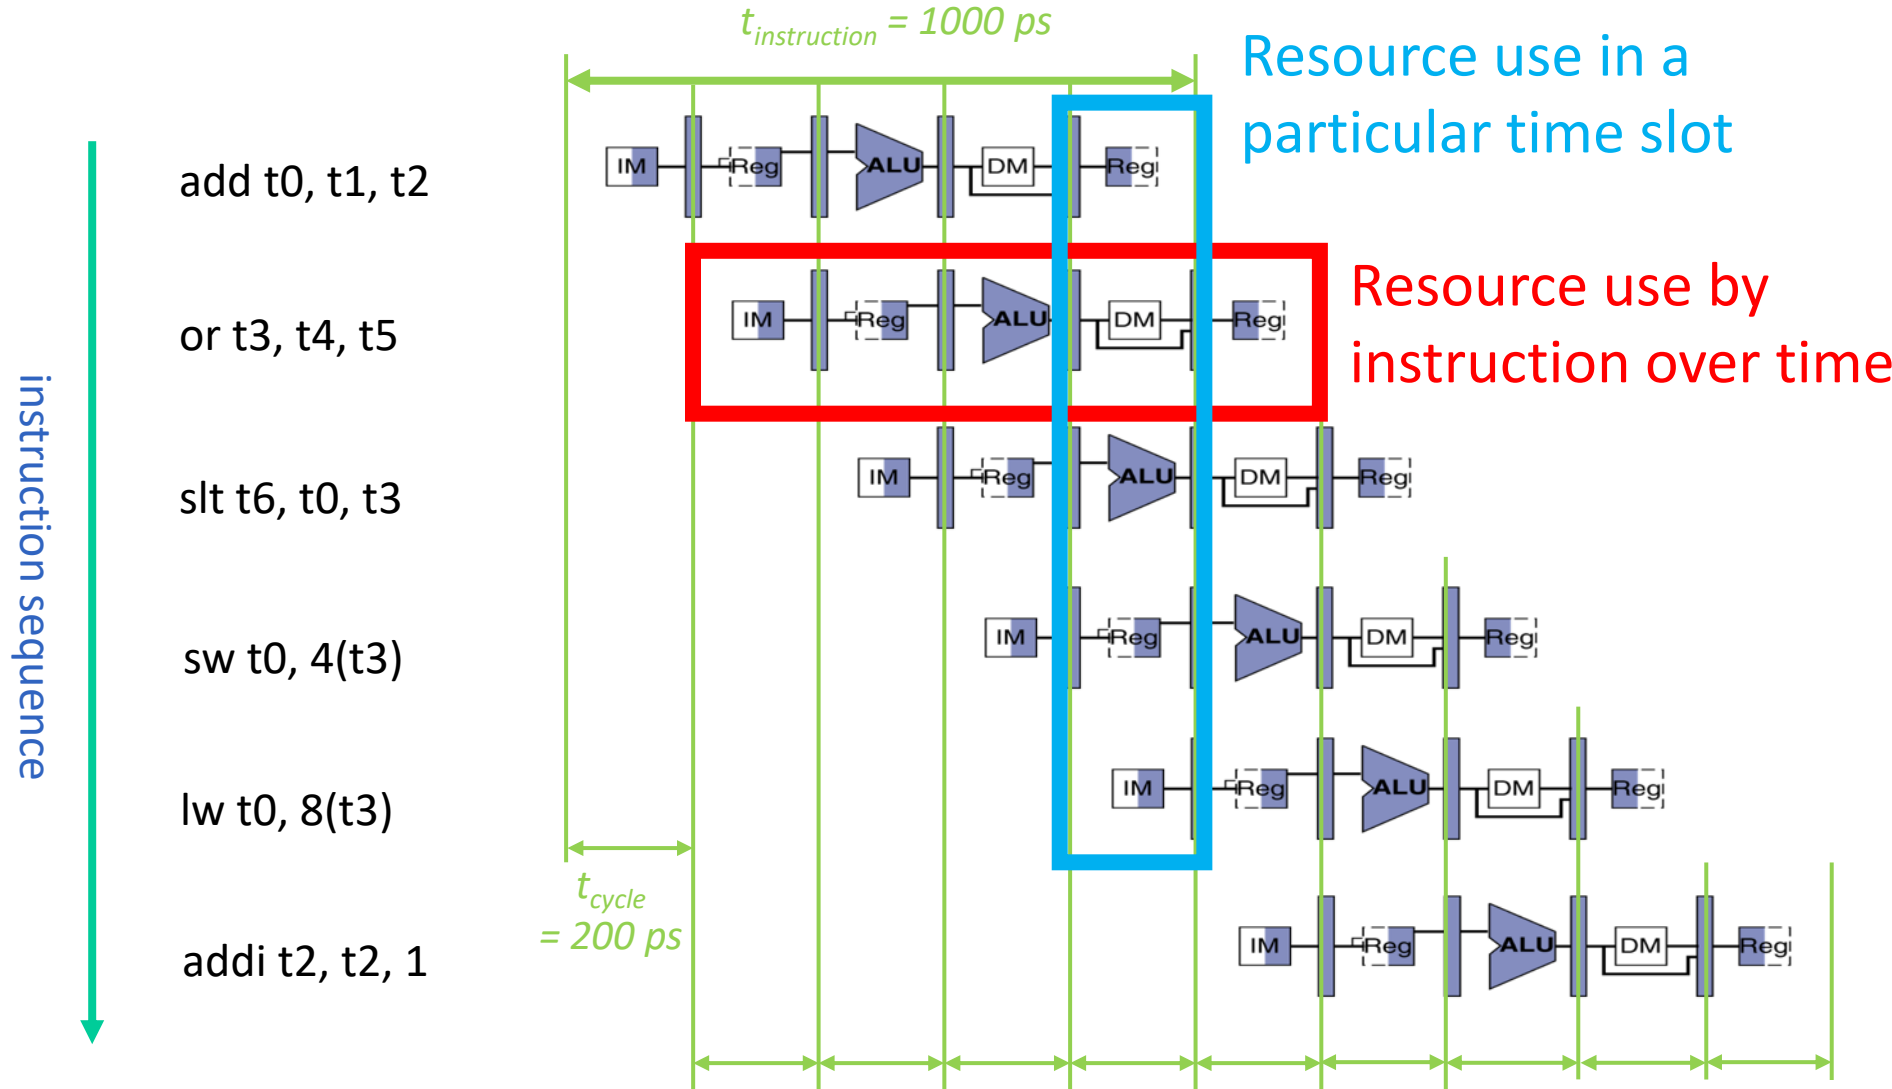 t_instruction = 1000 ps
Resource use in a
particular time slot
add t0, t1, t2
IM Reg ALU DM Reg
Resource use by
instruction over time
or t3, t4, t5
IM Reg ALU DM Reg
instruction sequence
slt t6, t0, t3
IM Reg ALU DM Reg
sw t0, 4(t3)
IM Reg ALU DM Reg
lw t0, 8(t3)
IM Reg ALU DM Reg
t_cycle
= 200 ps
addi t2, t2, 1
IM Reg ALU DM Reg